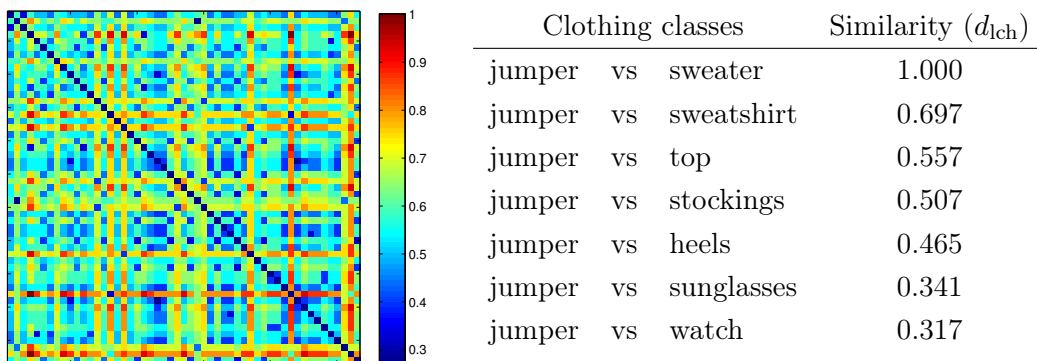 1
0.9
0.8
0.7
0.6
0.5
0.4
0.3
Clothing classes Similarity (d_lch)
jumper vs sweater 1.000
jumper vs sweatshirt 0.697
jumper vs top 0.557
jumper vs stockings 0.507
jumper vs heels 0.465
jumper vs sunglasses 0.341
jumper vs watch 0.317